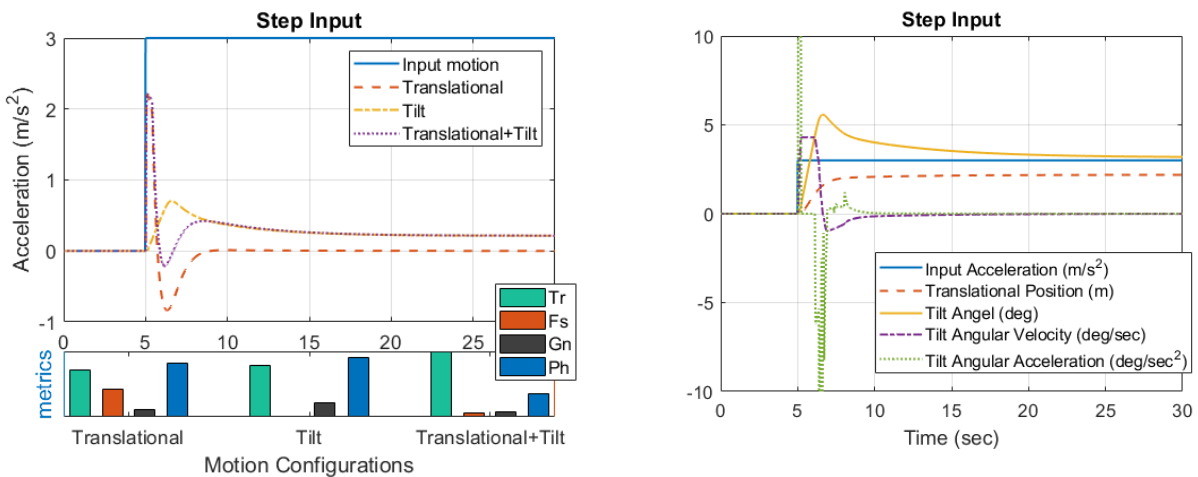 Step Input
3
2
1
0
-1
Acceleration (m/s2)
Input motion
Translational
Tilt
Translational+Tilt
0
5
10
15
20
25
Tr
Fs
Gn
Ph
metrics
Translational
Tilt
Translational+Tilt
Motion Configurations
Step Input
10
5
0
-5
-10
Input Acceleration (m/s2)
Translational Position (m)
Tilt Angel (deg)
Tilt Angular Velocity (deg/sec)
Tilt Angular Acceleration (deg/sec2)
0
5
10
15
20
25
30
Time (sec)